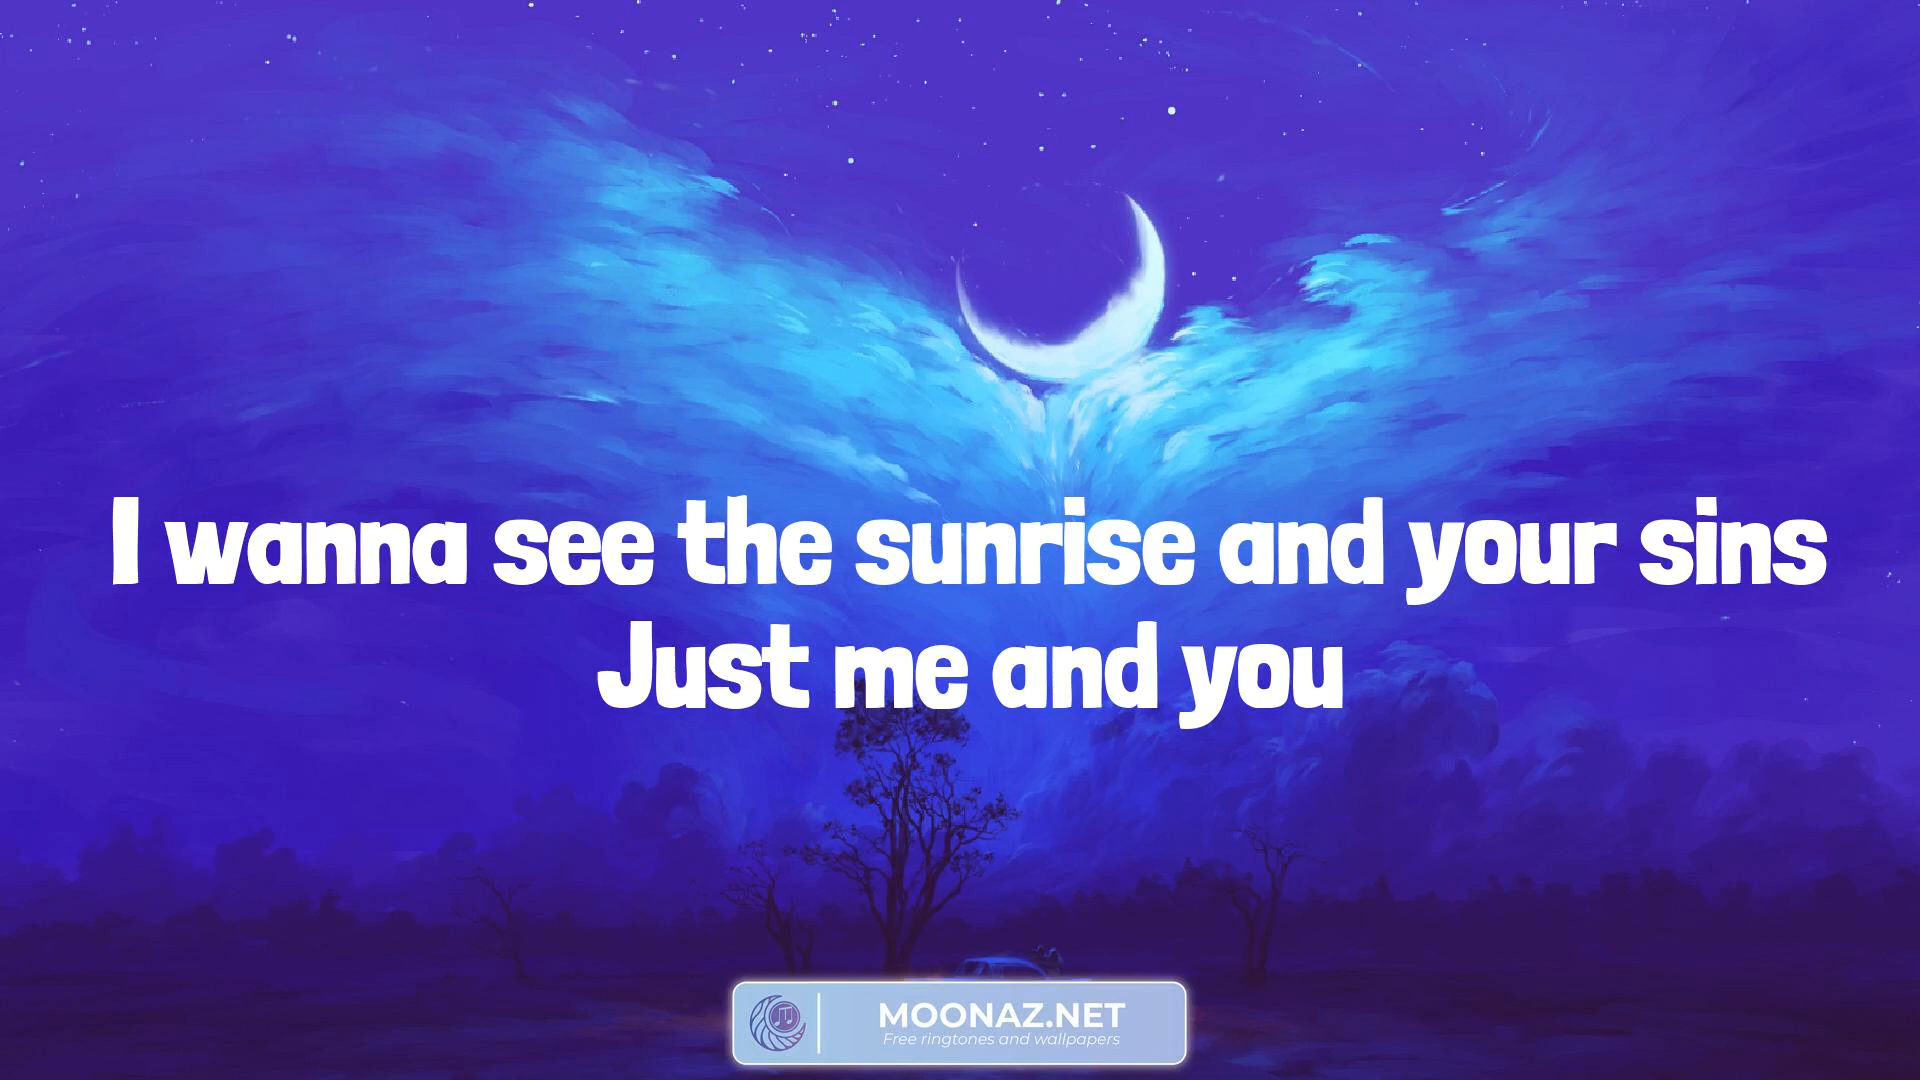 I wanna see the sunrise and your sins
Just me and you
MOONAZ.NET
Free ringtones and wallpapers